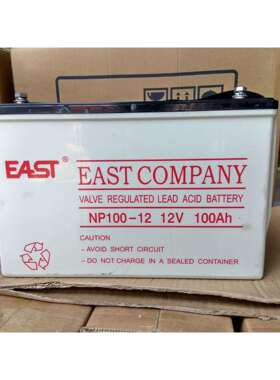 EAST®
EAST COMPANY
VALVE REGULATED LEAD ACID BATTERY
NP100-12 12V 100Ah
CAUTION
- AVOID SHORT CIRCUIT
- DO NOT CHARGE IN A SEALED CONTAINER